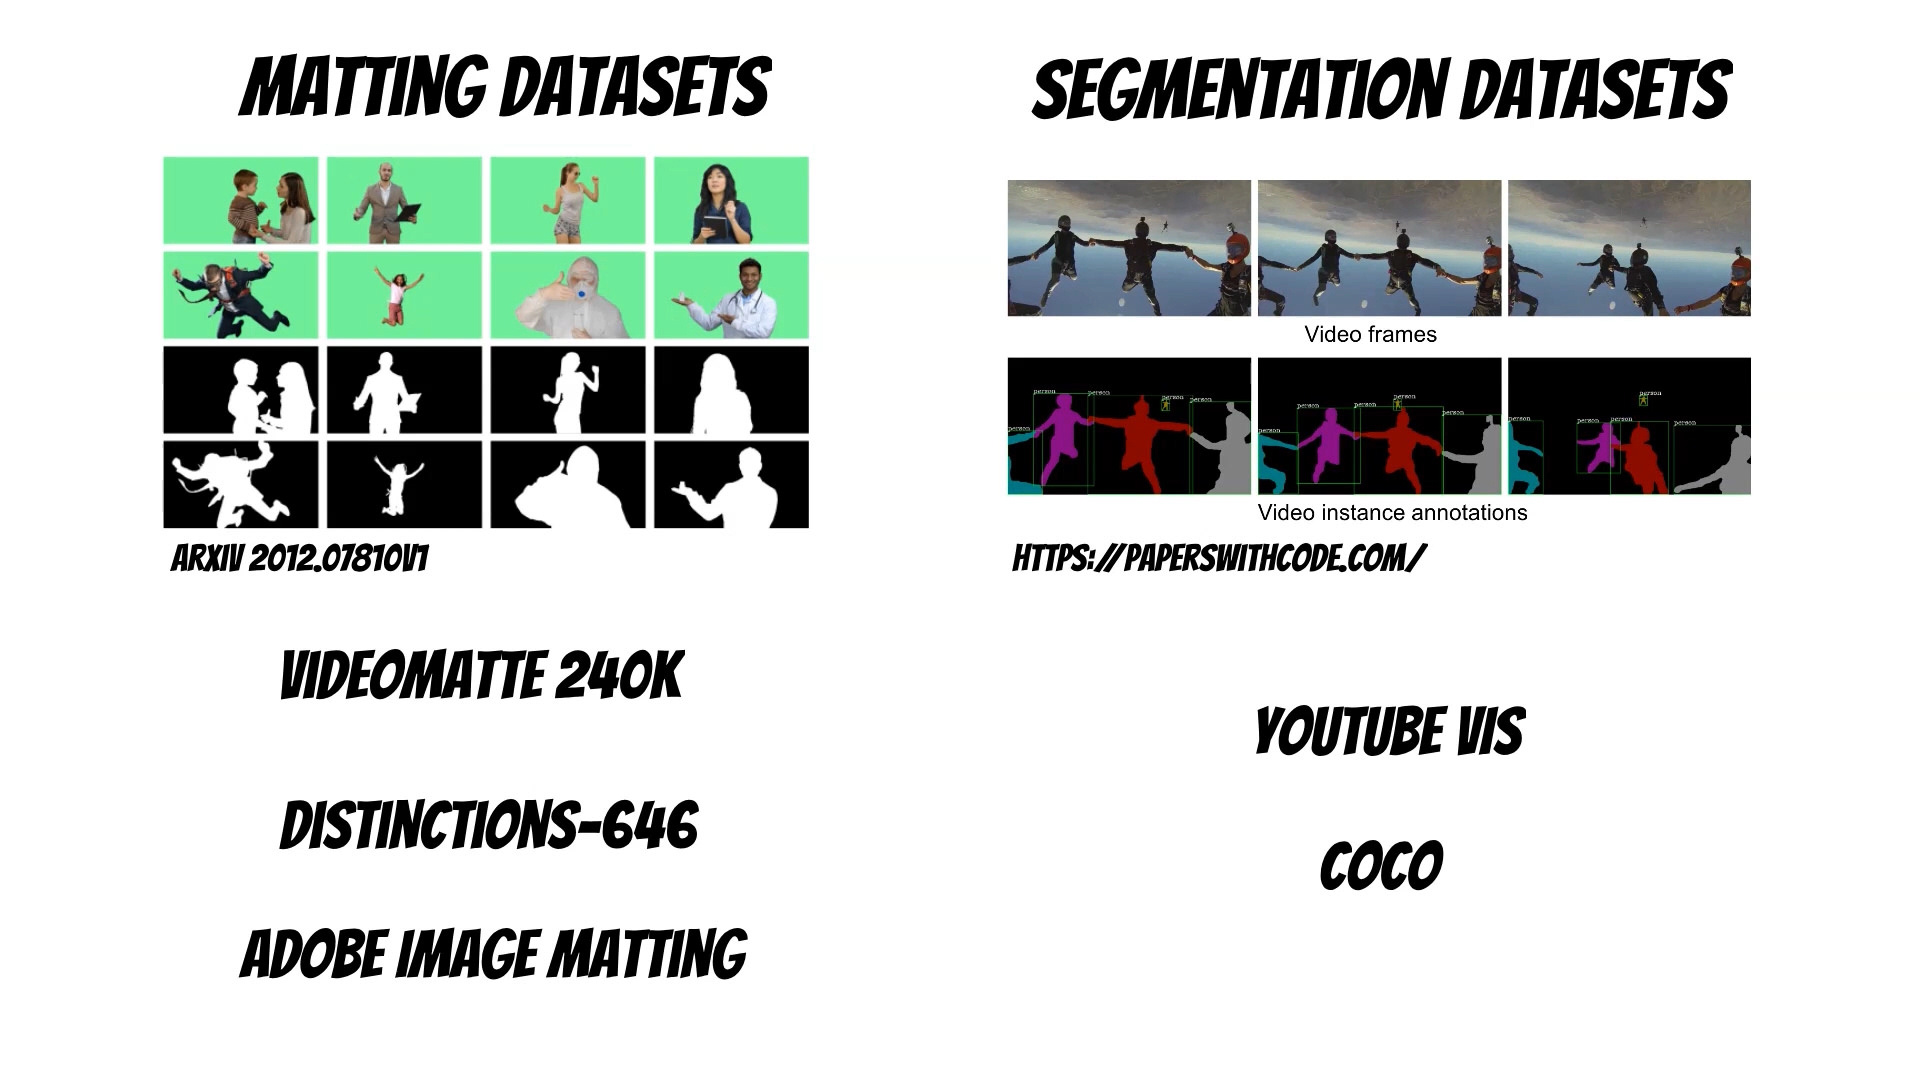 MATTING DATASETS
ARXIV 2012.07810V1
VIDEOMATTE 240K
DISTINCTIONS-646
ADOBE IMAGE MATTING
SEGMENTATION DATASETS
Video frames
person person person person person
person person person person person
person person person person person
Video instance annotations
HTTPS://PAPERSWITHCODE.COM/
YOUTUBE VIS
COCO